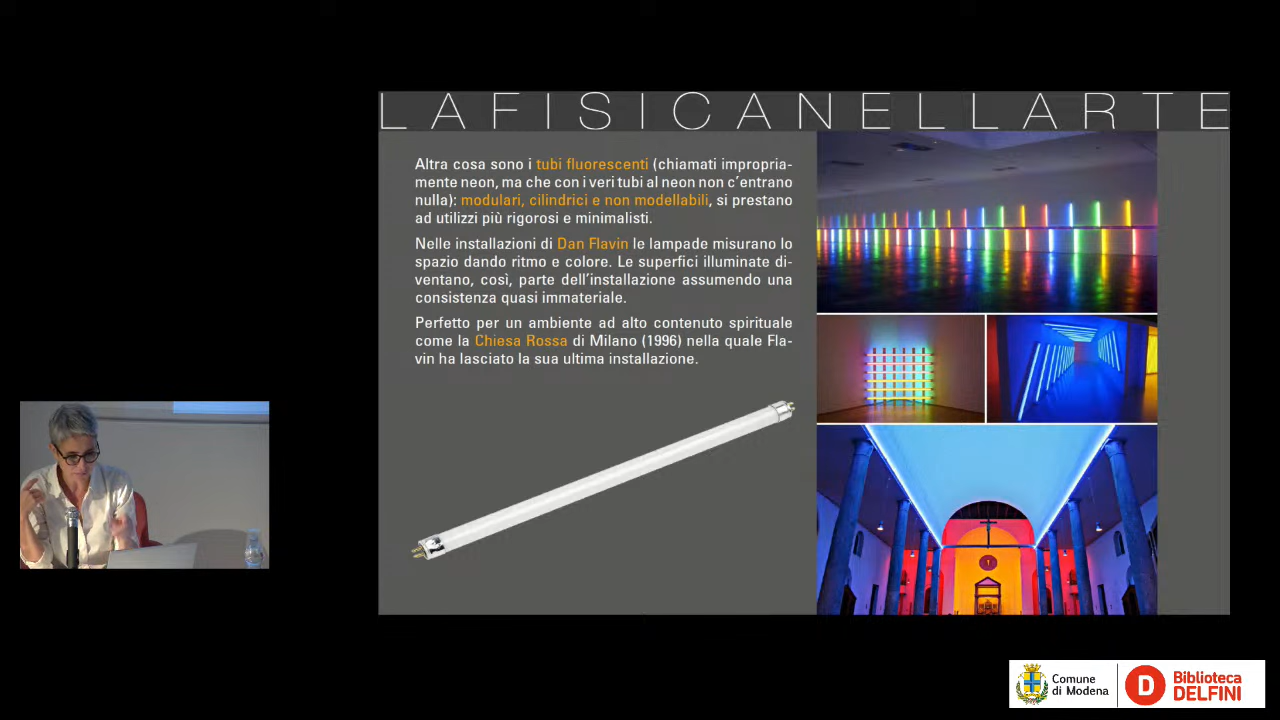 LAFISICANELLARTE
Altra cosa sono i tubi fluorescenti (chiamati impropria-
mente neon, ma che con i veri tubi al neon non c'entrano
nulla): modulari, cilindrici e non modellabili, si prestano
ad utilizzi più rigorosi e minimalisti.
Nelle installazioni di Dan Flavin le lampade misurano lo
spazio dando ritmo e colore. Le superfici illuminate di-
ventano, così, parte dell'installazione assumendo una
consistenza quasi immateriale.
Perfetto per un ambiente ad alto contenuto spirituale
come la Chiesa Rossa di Milano (1996) nella quale Fla-
vin ha lasciato la sua ultima installazione.
Comune
di Modena
D
Biblioteca
DELFINI